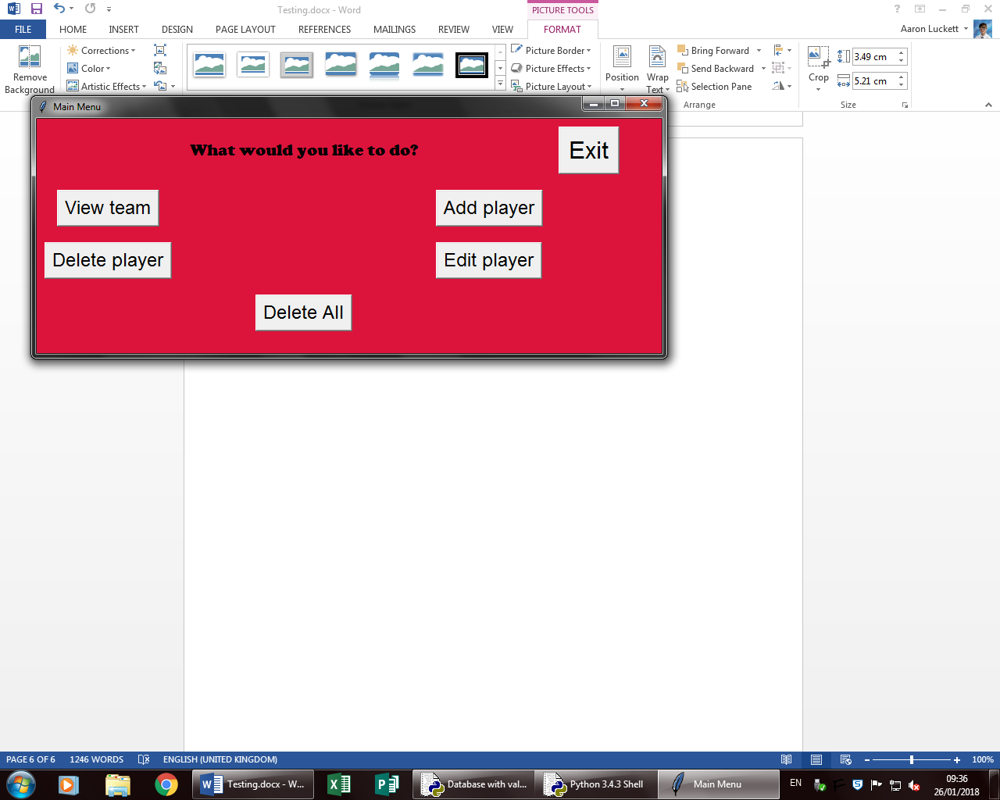 Testing.docx - Word
PICTURE TOOLS
?
FILE
HOME
INSERT
DESIGN
PAGE LAYOUT
REFERENCES
MAILINGS
REVIEW
VIEW
FORMAT
Aaron Luckett
Remove
Background
Corrections
Color
Artistic Effects
Picture Border
Picture Effects
Picture Layout
Position
Wrap
Text
Bring Forward
Send Backward
Selection Pane
Arrange
Crop
3.49 cm
5.21 cm
Size
Main Menu
What would you like to do?
Exit
View team
Add player
Delete player
Edit player
Delete All
PAGE 6 OF 6
1246 WORDS
ENGLISH (UNITED KINGDOM)
100%
Testing.docx - W...
Database with val...
Python 3.4.3 Shell
Main Menu
EN
09:36
26/01/2018